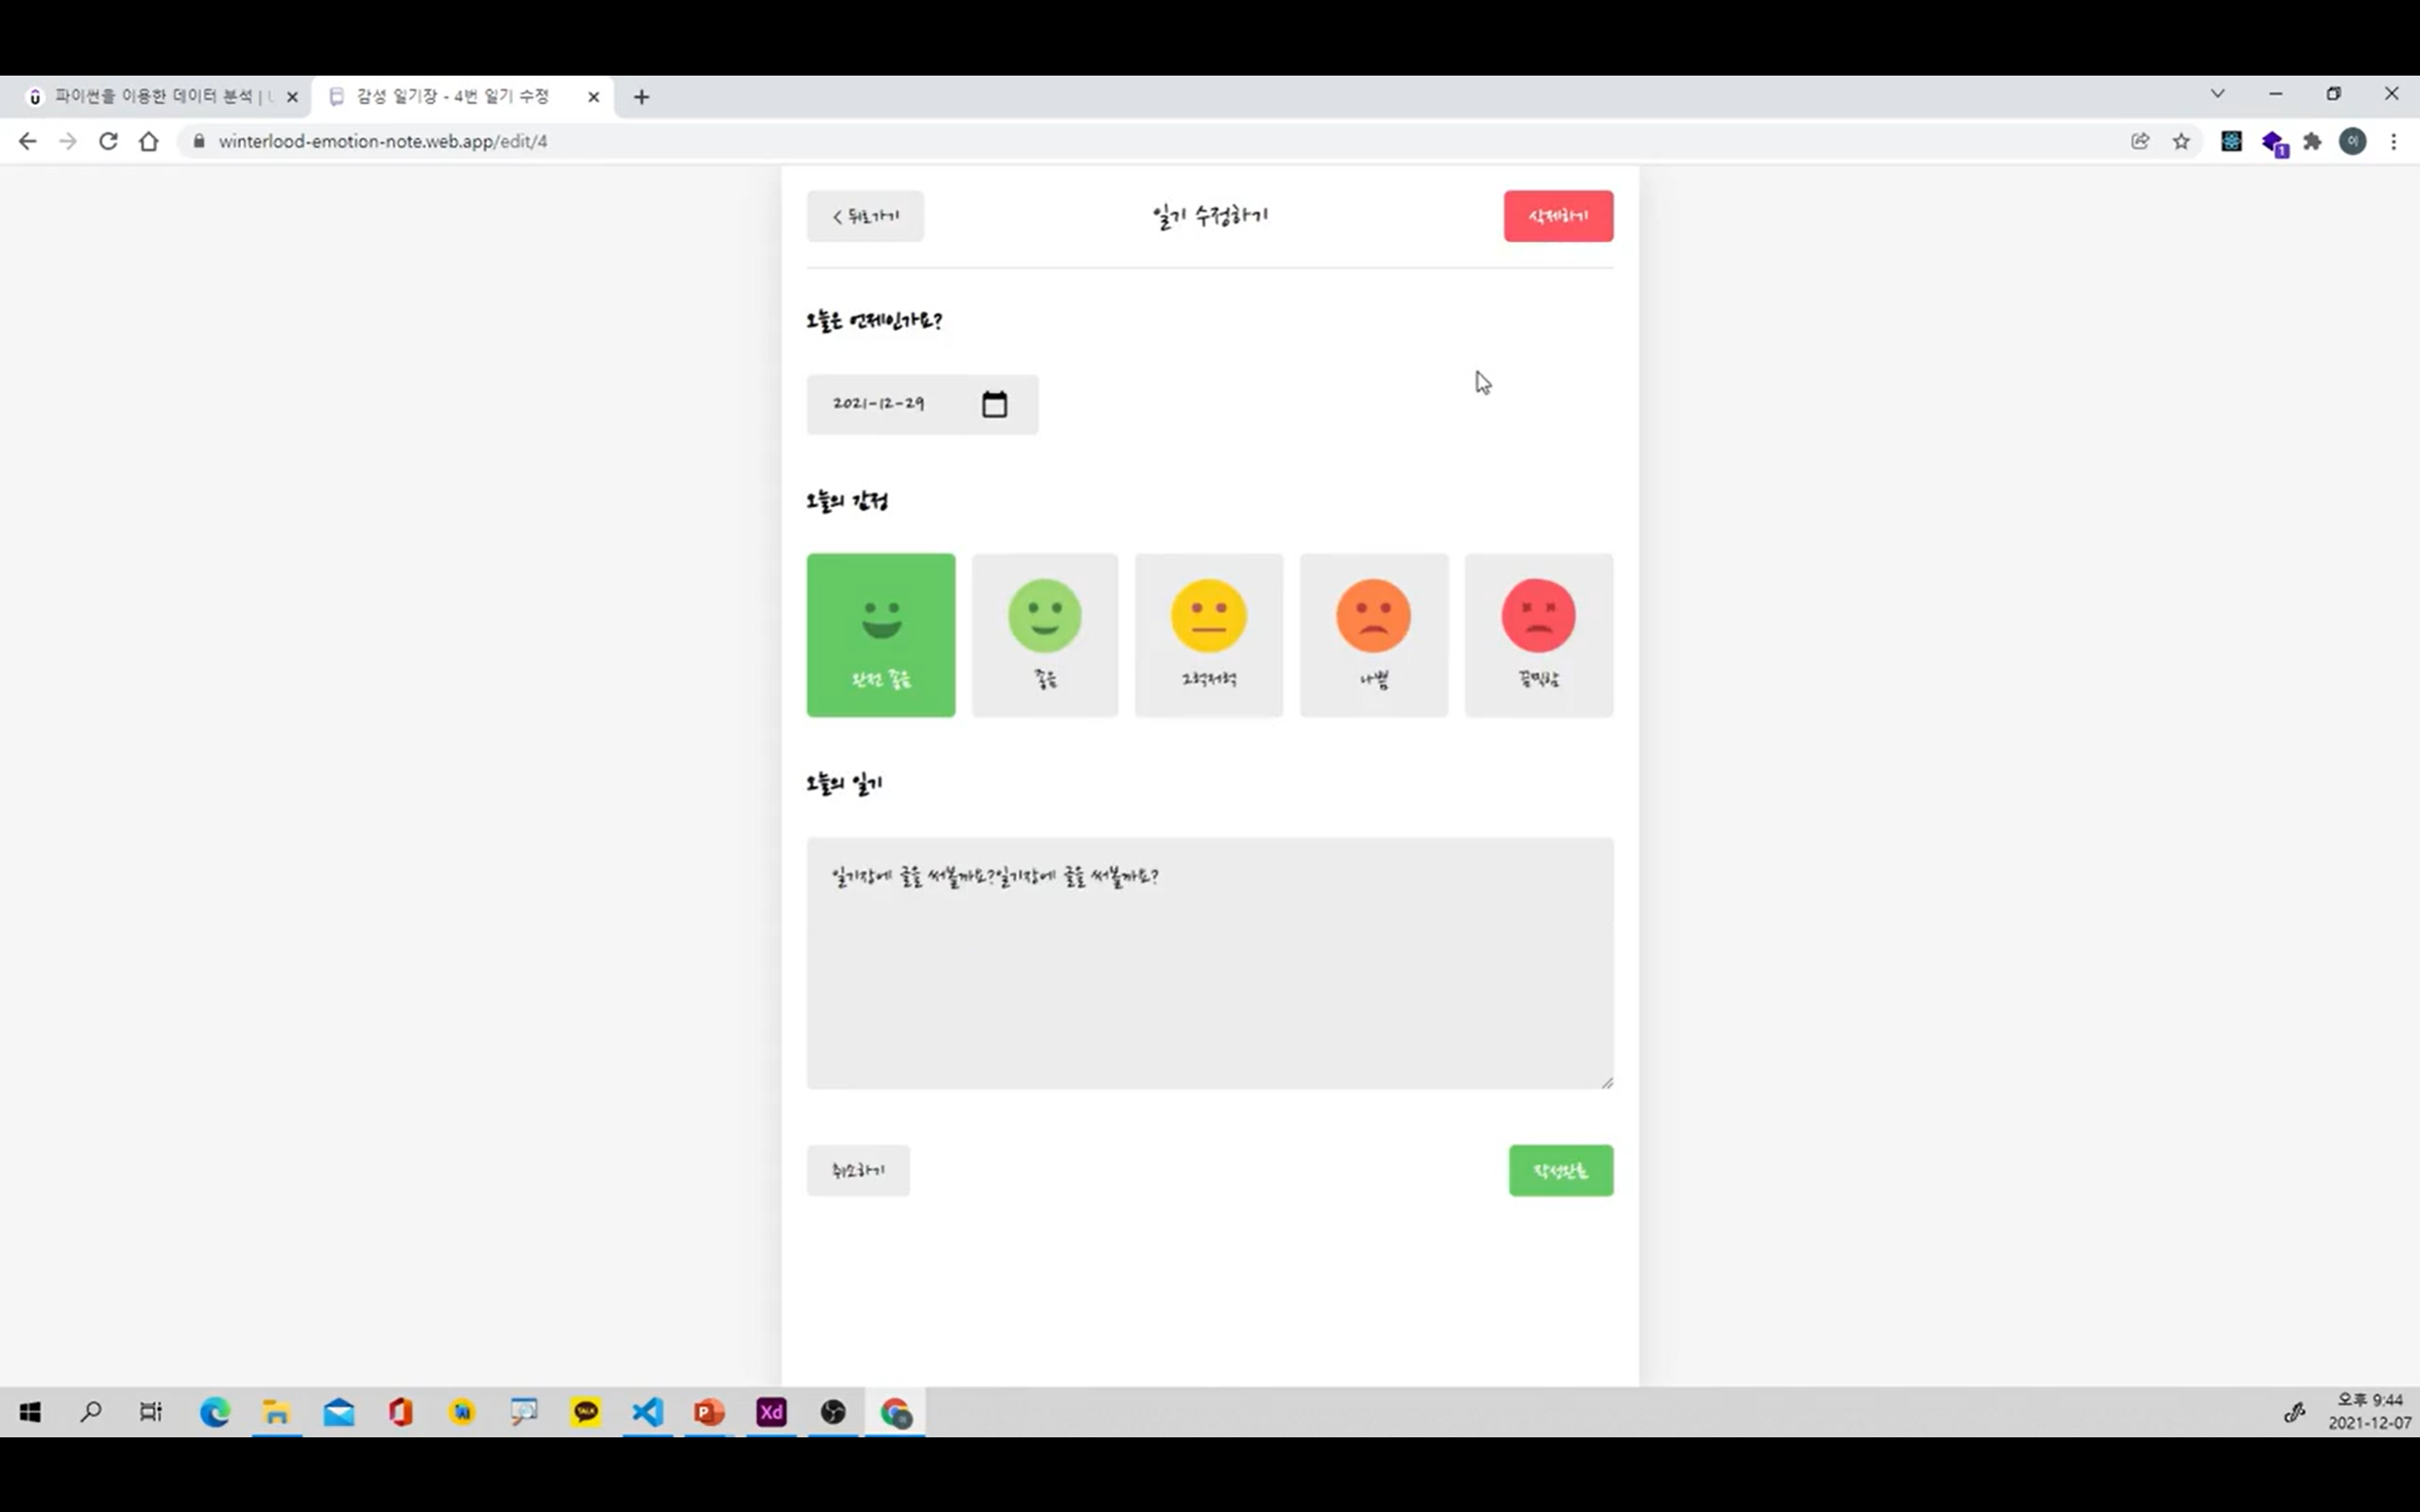 파이썬을 이용한 데이터 분석 |
감성 일기장 - 4번 일기 수정
winterlood-emotion-note.web.app/edit/4
이
1
< 뒤로가기
일기 수정하기
삭제하기
오늘은 언제인가요?
2021-12-29
오늘의 감정
완전 좋음
좋음
그럭저럭
나쁨
끔찍함
오늘의 일기
일기장에 글을 써볼까요?일기장에 글을 써볼까요?
취소하기
작성완료
TALK
Xd
오후 9:44
2021-12-07